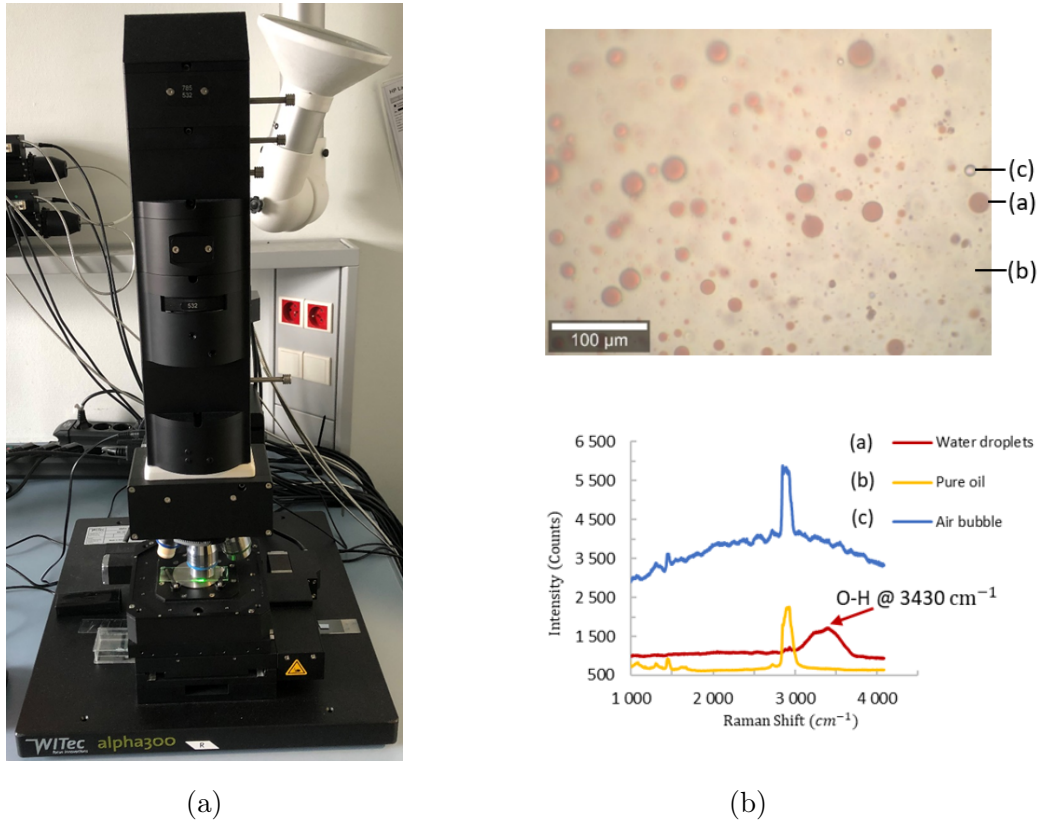 785
532
532
WITec
alpha300
R
(c)
(a)
(b)
100 µm
6 500
5 500
4 500
3 500
2 500
1 500
500
Intensity (Counts)
(a) Water droplets
(b) Pure oil
(c) Air bubble
O-H @ 3430 cm⁻¹
1 000 2 000 3 000 4 000
Raman Shift (cm⁻¹)
(a) (b)